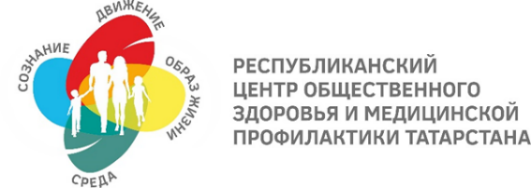 ДВИЖЕНИЕ
СОЗНАНИЕ
ОБРАЗ ЖИЗНИ
СРЕДА
РЕСПУБЛИКАНСКИЙ
ЦЕНТР ОБЩЕСТВЕННОГО
ЗДОРОВЬЯ И МЕДИЦИНСКОЙ
ПРОФИЛАКТИКИ ТАТАРСТАНА